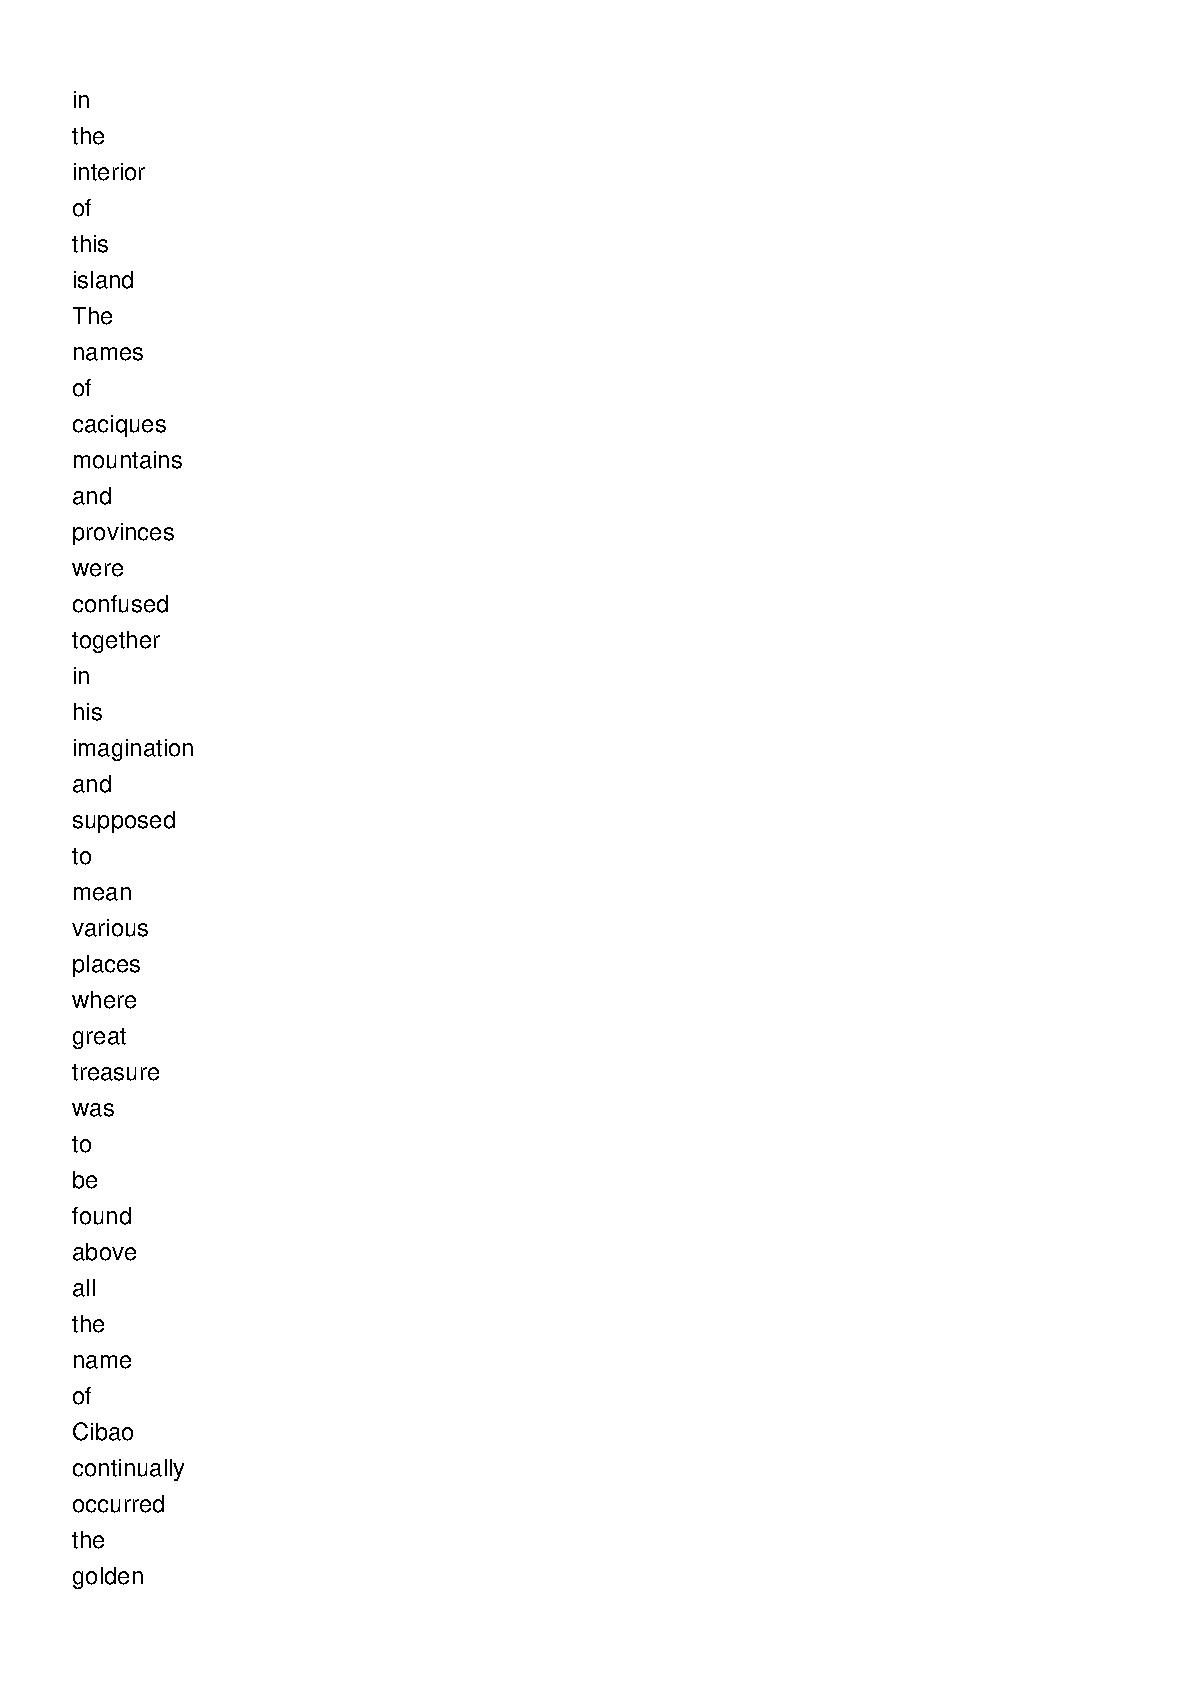 in
the
interior
of
this
island
The
names
of
caciques
mountains
and
provinces
were
confused
together
in
his
imagination
and
supposed
to
mean
various
places
where
great
treasure
was
to
be
found
above
all
the
name
of
Cibao
continually
occurred
the
golden